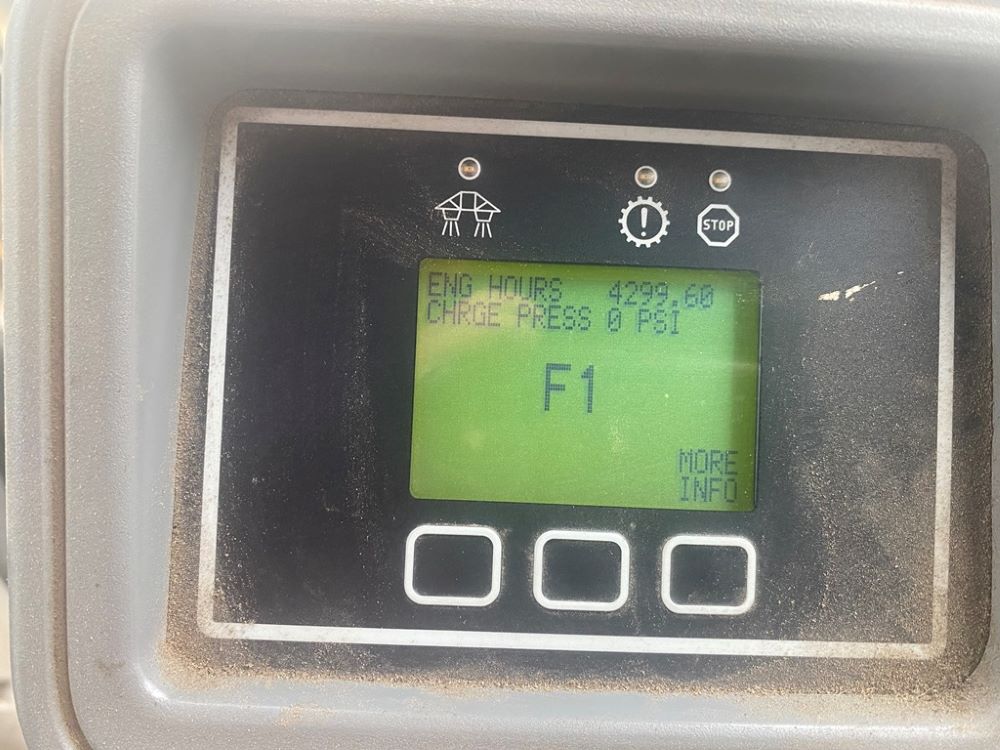 STOP
ENG HOURS 4299.60
CHRGE PRESS 0 PSI
F1
MORE
INFO